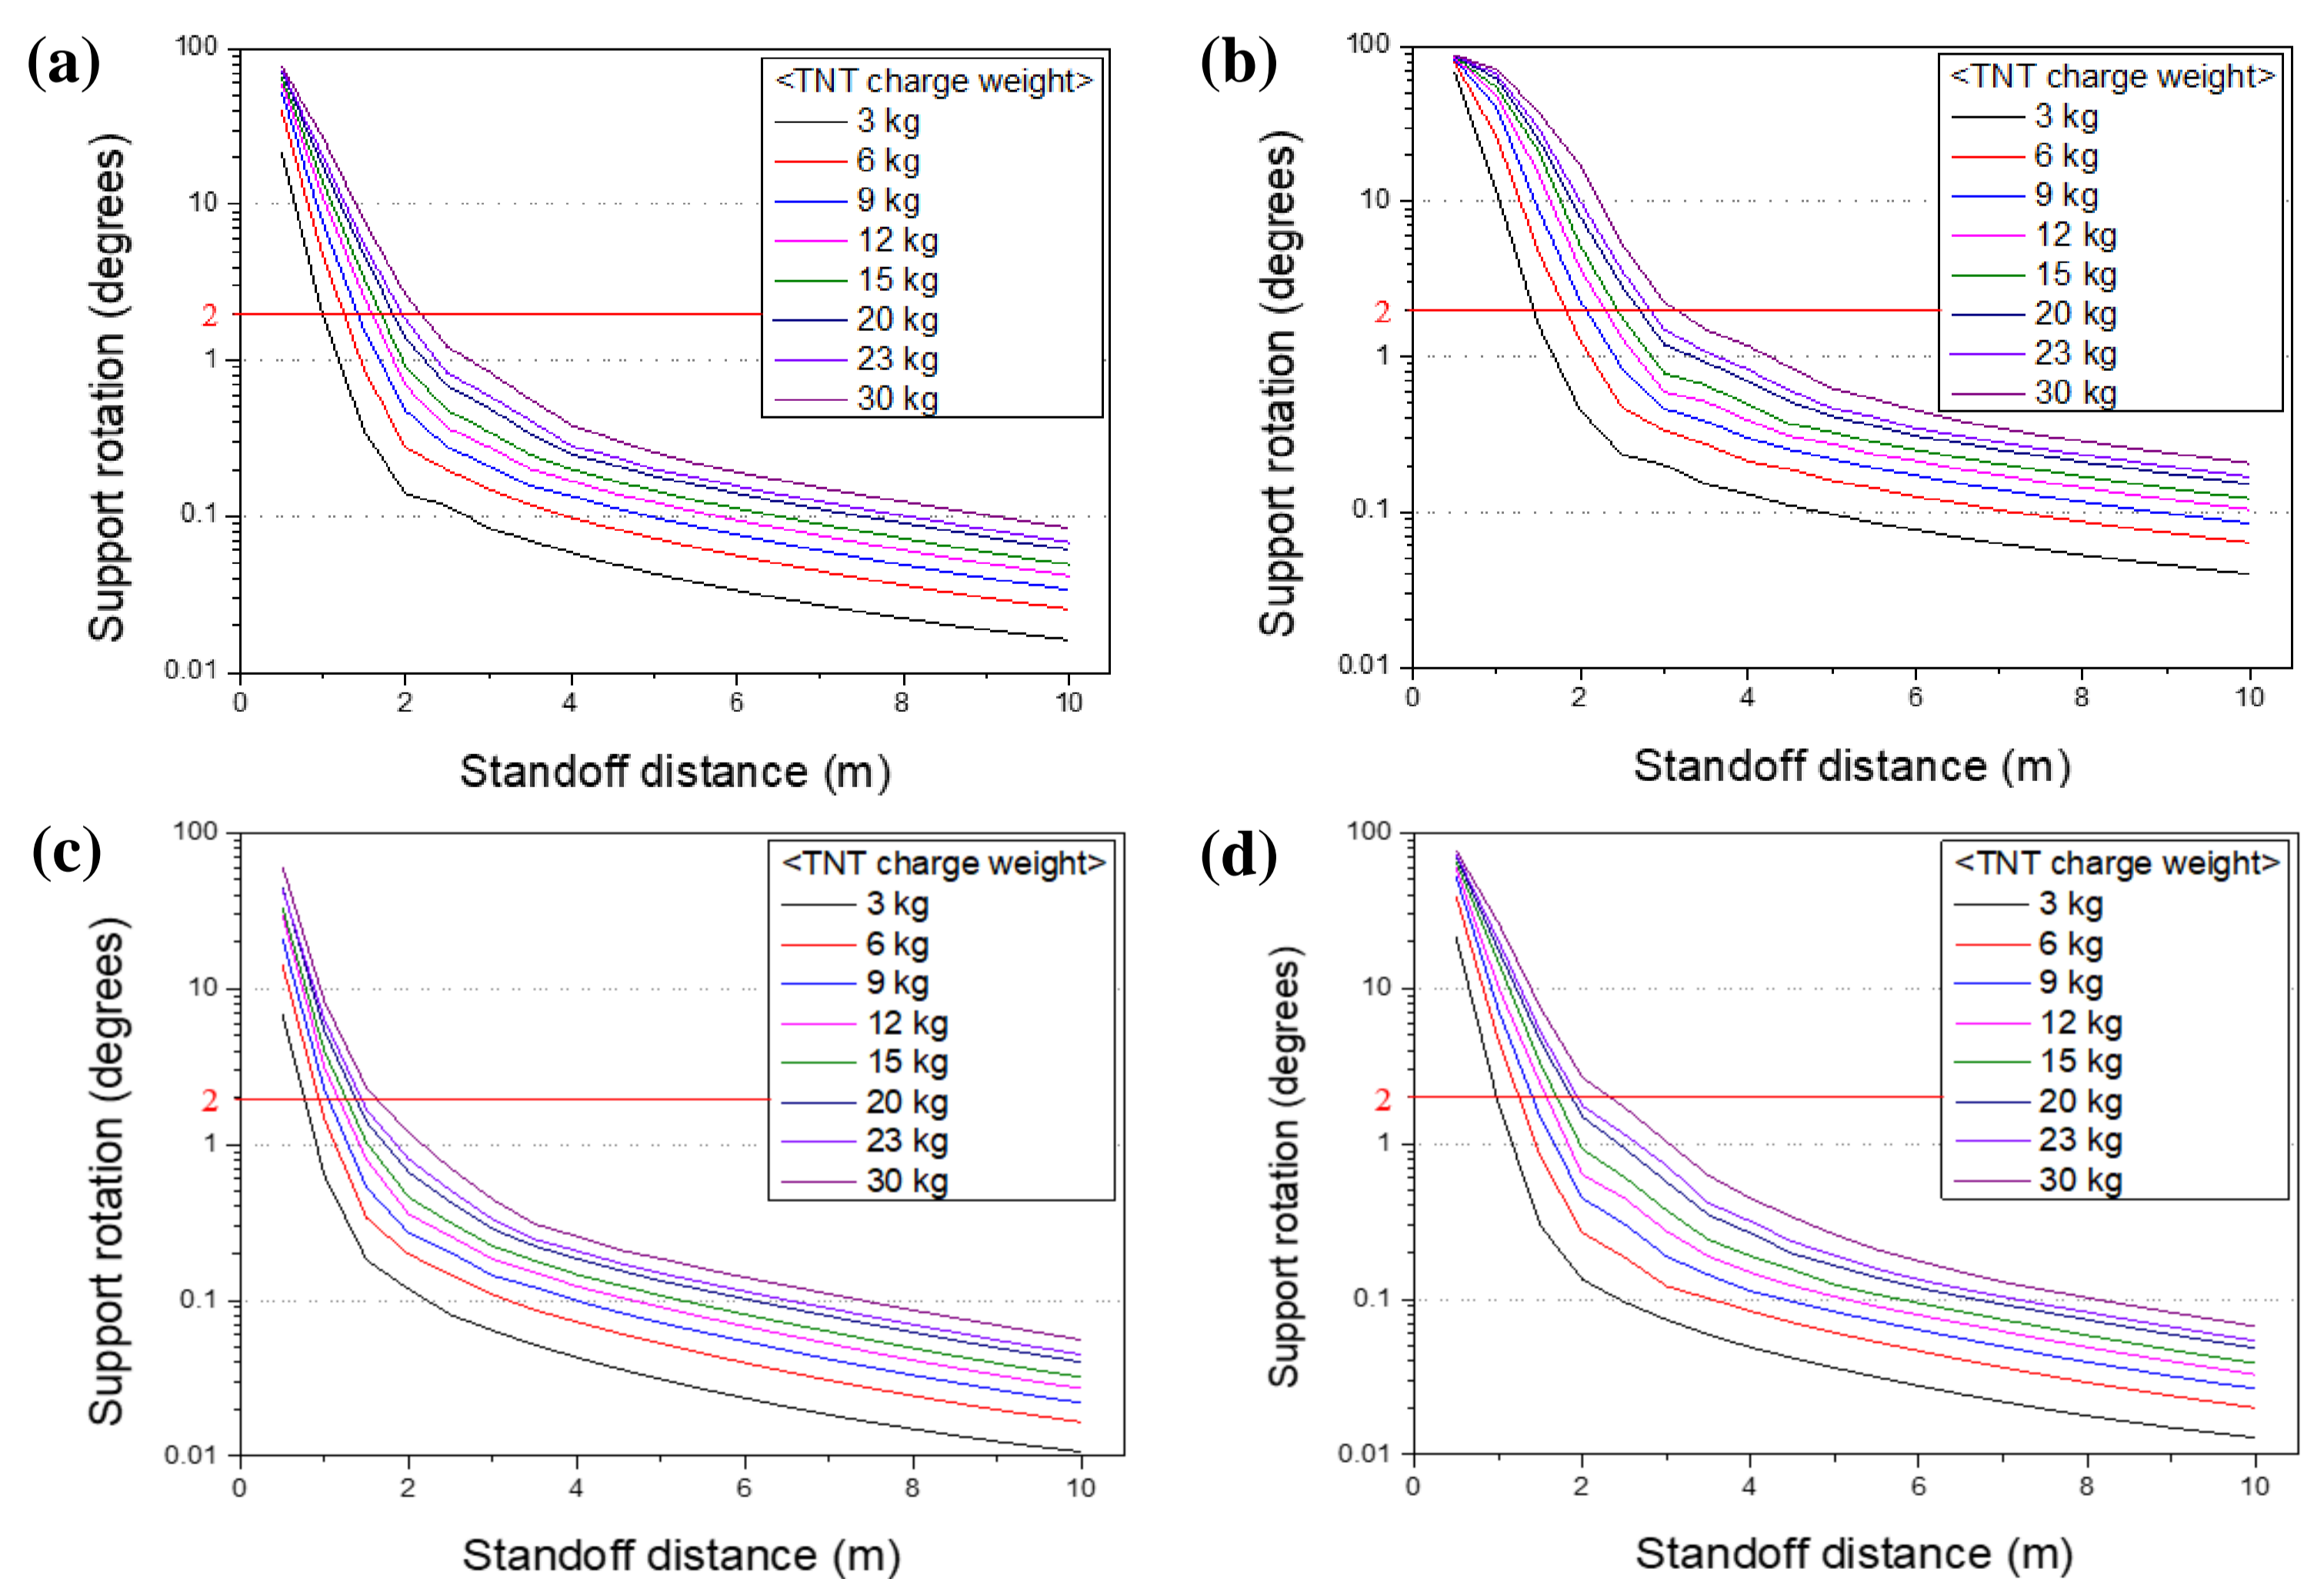 (a)
100
10
2
1
0.1
0.01
0
2
4
6
8
10
Support rotation (degrees)
Standoff distance (m)
<TNT charge weight>
3 kg
6 kg
9 kg
12 kg
15 kg
20 kg
23 kg
30 kg
(b)
100
10
2
1
0.1
0.01
0
2
4
6
8
10
Support rotation (degrees)
Standoff distance (m)
<TNT charge weight>
3 kg
6 kg
9 kg
12 kg
15 kg
20 kg
23 kg
30 kg
(c)
100
10
2
1
0.1
0.01
0
2
4
6
8
10
Support rotation (degrees)
Standoff distance (m)
<TNT charge weight>
3 kg
6 kg
9 kg
12 kg
15 kg
20 kg
23 kg
30 kg
(d)
100
10
2
1
0.1
0.01
0
2
4
6
8
10
Support rotation (degrees)
Standoff distance (m)
<TNT charge weight>
3 kg
6 kg
9 kg
12 kg
15 kg
20 kg
23 kg
30 kg